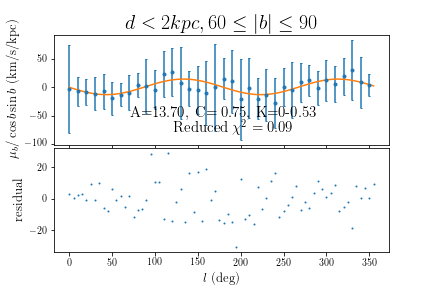 d < 2kpc, 60 ≤ |b| ≤ 90
μ_b / cos b sin b (km/s/kpc)
50
0
−50
−100
A=13.70, C= 0.75, K=0-0.53
Reduced χ² = 0.09
residual
20
0
−20
0 50 100 150 200 250 300 350
l (deg)